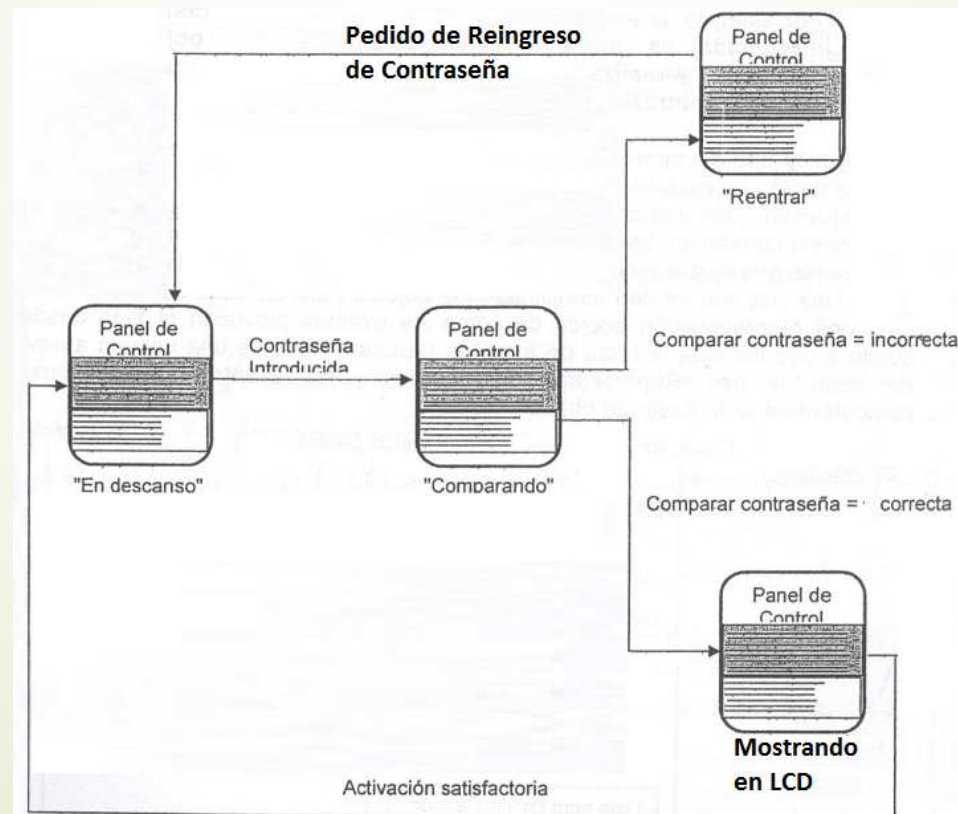 Pedido de Reingreso
de Contraseña
Panel de
Control
"Reentrar"
Panel de
Control
"En descanso"
Contraseña
Introducida
Panel de
Control
"Comparando"
Comparar contraseña = incorrecta
Comparar contraseña = correcta
Panel de
Control
Mostrando
en LCD
Activación satisfactoria